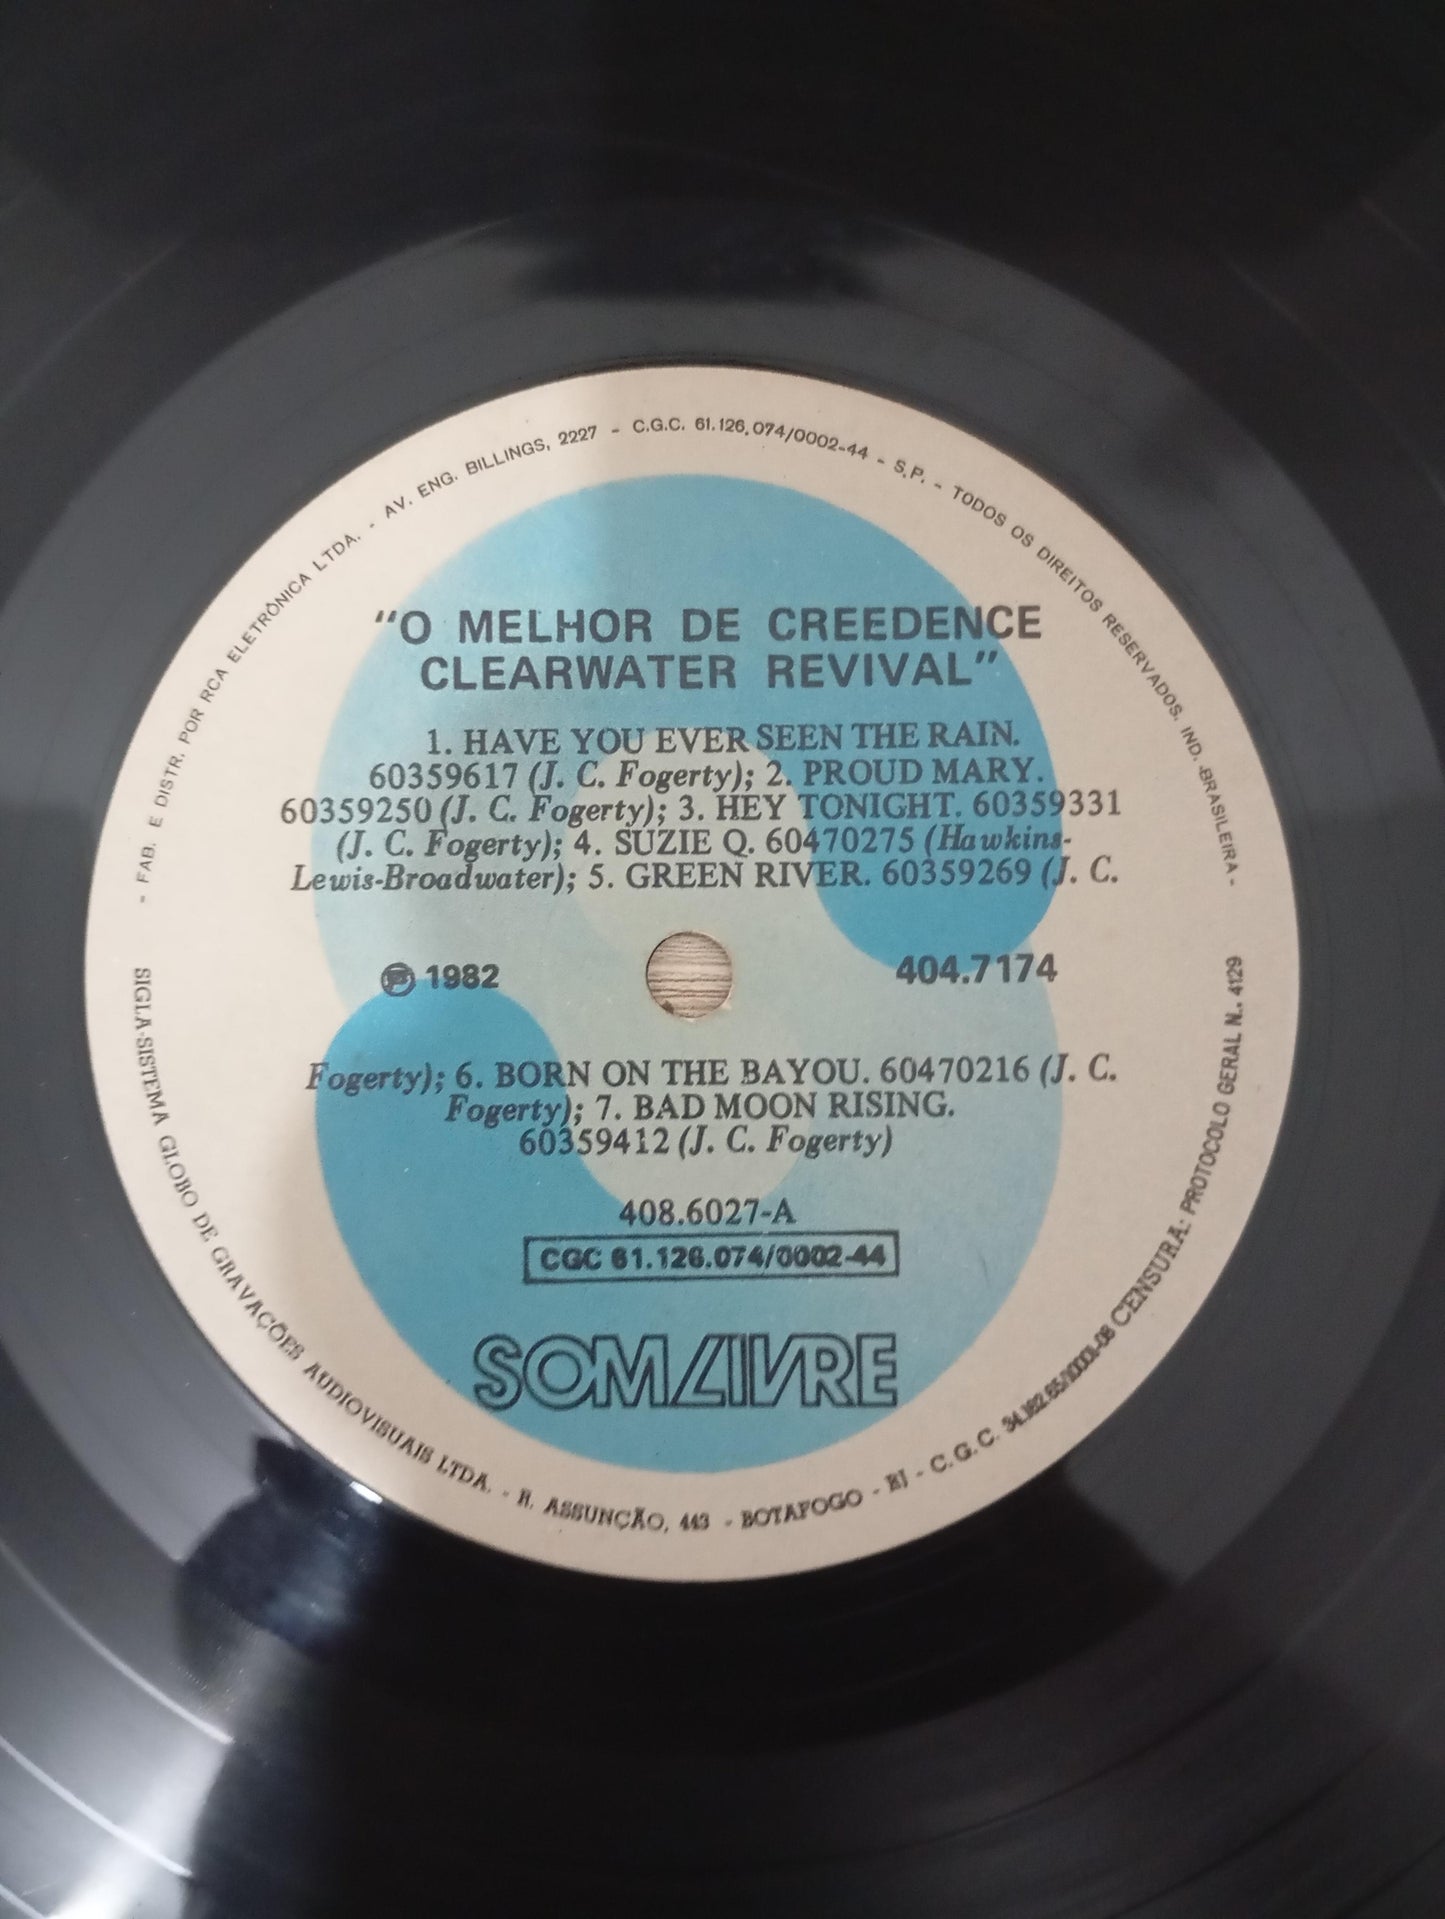 - FAB. E DISTR. POR RCA ELETRÔNICA LTDA. - AV. ENG. BILLINGS, 2227 - C.G.C. 61.126.074/0002-44 - S.P. - TODOS OS DIREITOS RESERVADOS. IND. BRASILEIRA -
"O MELHOR DE CREEDENCE
CLEARWATER REVIVAL"
1. HAVE YOU EVER SEEN THE RAIN.
60359617 (J. C. Fogerty); 2. PROUD MARY.
60359250 (J. C. Fogerty); 3. HEY TONIGHT. 60359331
(J. C. Fogerty); 4. SUZIE Q. 60470275 (Hawkins-
Lewis-Broadwater); 5. GREEN RIVER. 60359269 (J. C.
℗ 1982 404.7174
Fogerty); 6. BORN ON THE BAYOU. 60470216 (J. C.
Fogerty); 7. BAD MOON RISING.
60359412 (J. C. Fogerty)
408.6027-A
CGC 61.126.074/0002-44
SOM LIVRE
SIGLA-SISTEMA GLOBO DE GRAVAÇÕES AUDIOVISUAIS LTDA. - R. ASSUNÇÃO, 443 - BOTAFOGO - RJ - C.G.C. CENSURA: PROTOCOLO GERAL N.. 4129